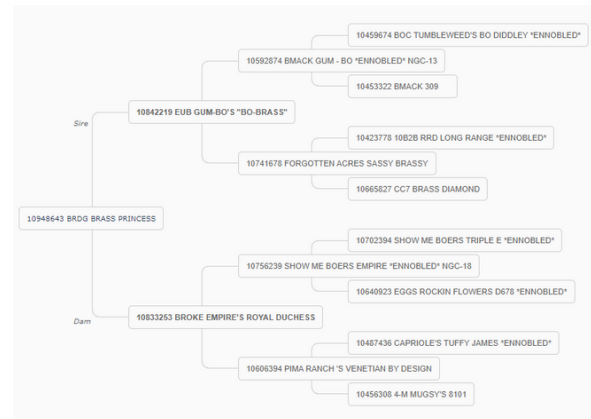 10459674 BOC TUMBLEWEED'S BO DIDDLEY *ENNOBLED*
10592874 BMACK GUM - BO *ENNOBLED* NGC-13
10453322 BMACK 309
10842219 EUB GUM-BO'S "BO-BRASS"
Sire
10423778 10B2B RRD LONG RANGE *ENNOBLED*
10741678 FORGOTTEN ACRES SASSY BRASSY
10665827 CC7 BRASS DIAMOND
10948643 BRDG BRASS PRINCESS
10702394 SHOW ME BOERS TRIPLE E *ENNOBLED*
10756239 SHOW ME BOERS EMPIRE *ENNOBLED* NGC-18
10640923 EGGS ROCKIN FLOWERS D678 *ENNOBLED*
10833253 BROKE EMPIRE'S ROYAL DUCHESS
Dam
10487436 CAPRIOLE'S TUFFY JAMES *ENNOBLED*
10606394 PIMA RANCH 'S VENETIAN BY DESIGN
10456308 4-M MUGSY'S 8101